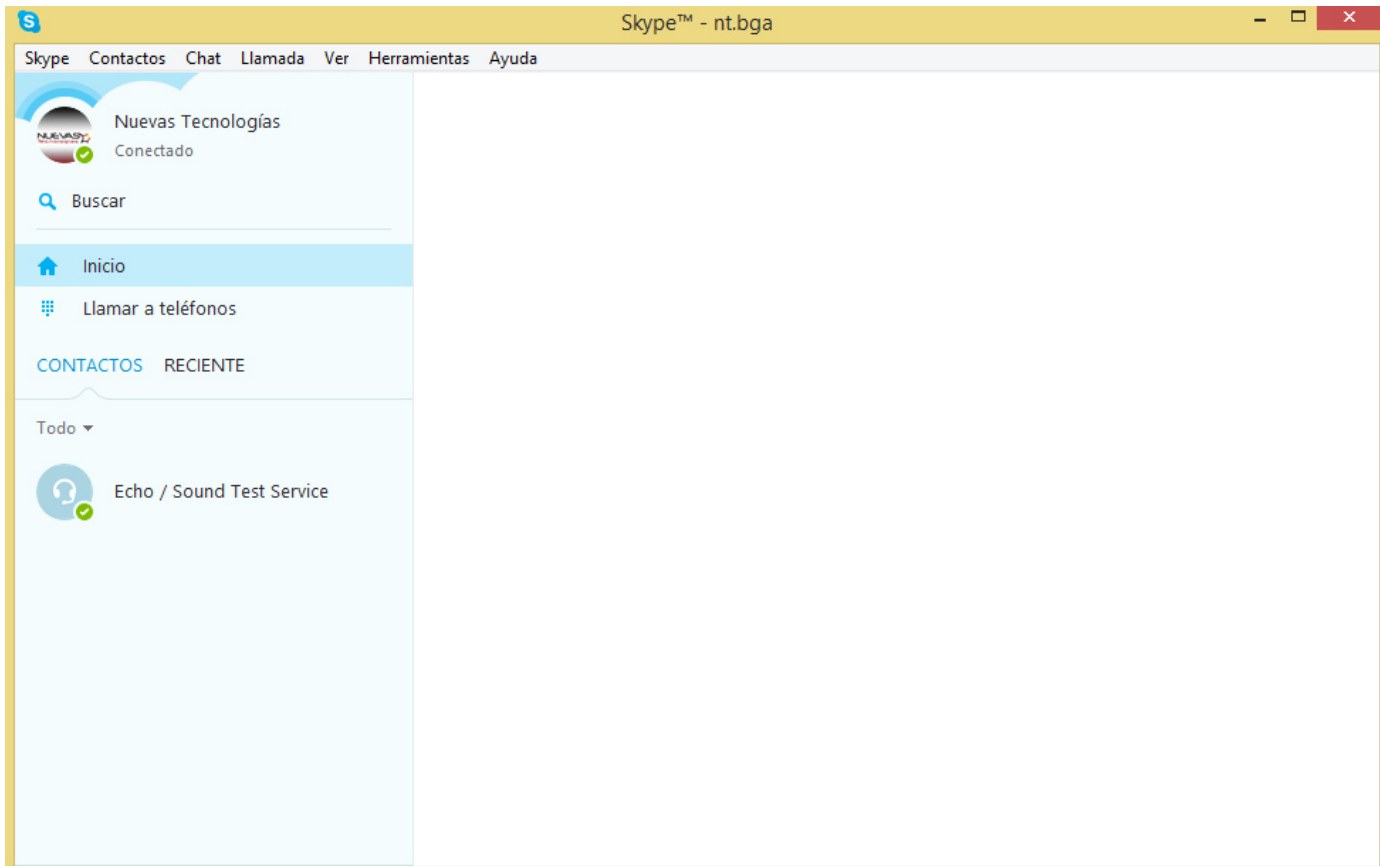 Skype™ - nt.bga
Skype Contactos Chat Llamada Ver Herramientas Ayuda
Nuevas Tecnologías
NUEVAS
Conectado
Buscar
Inicio
Llamar a teléfonos
CONTACTOS RECIENTE
Todo
Echo / Sound Test Service